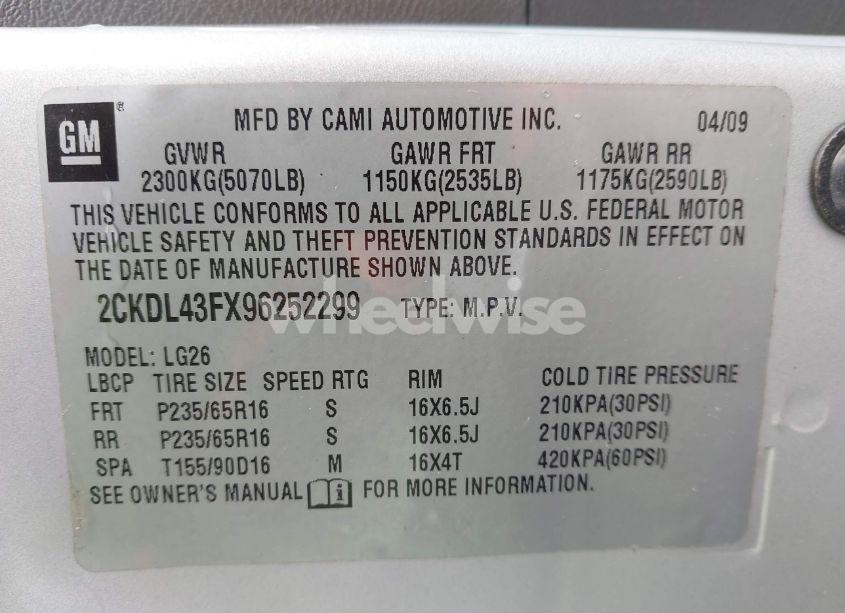 GM ®
MFD BY CAMI AUTOMOTIVE INC. 04/09
GVWR GAWR FRT GAWR RR
2300KG(5070LB) 1150KG(2535LB) 1175KG(2590LB)
THIS VEHICLE CONFORMS TO ALL APPLICABLE U.S. FEDERAL MOTOR
VEHICLE SAFETY AND THEFT PREVENTION STANDARDS IN EFFECT ON
THE DATE OF MANUFACTURE SHOWN ABOVE.
2CKDL43FX96252299 TYPE: M.P.V.
wheelwise
MODEL: LG26
LBCP TIRE SIZE SPEED RTG RIM COLD TIRE PRESSURE
FRT P235/65R16 S 16X6.5J 210KPA(30PSI)
RR P235/65R16 S 16X6.5J 210KPA(30PSI)
SPA T155/90D16 M 16X4T 420KPA(60PSI)
SEE OWNER'S MANUAL i FOR MORE INFORMATION.